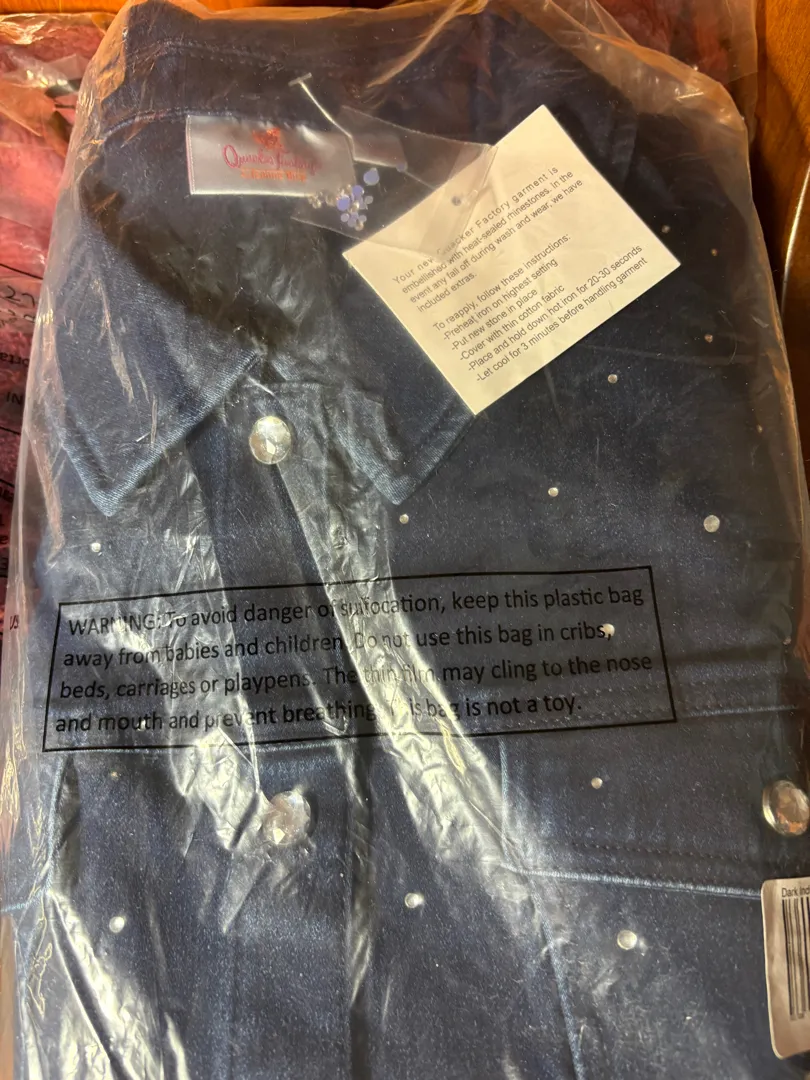 Quacker Factory
Your new Quacker Factory garment is
embellished with heat-sealed rhinestones. In the
event any fall off during wash and wear, we have
included extras.
To reapply, follow these instructions:
-Preheat iron on highest setting
-Put new stone in place
-Cover with thin cotton fabric
-Place and hold down hot iron for 20-30 seconds
-Let cool for 3 minutes before handling garment
WARNING: To avoid danger of suffocation, keep this plastic bag
away from babies and children. Do not use this bag in cribs,
beds, carriages or playpens. The thin film may cling to the nose
and mouth and prevent breathing. This bag is not a toy.
Dark